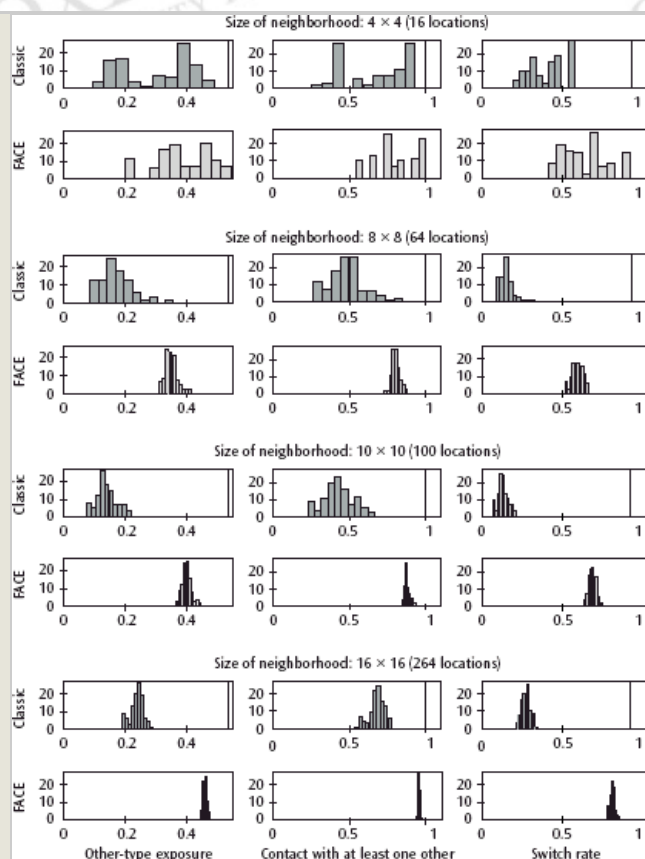 Size of neighborhood: 4 × 4 (16 locations)
Classic
20
10
0
0 0.2 0.4
20
10
0
0 0.5 1
20
10
0
0 0.5 1
FACE
20
10
0
0 0.2 0.4
20
10
0
0 0.5 1
20
10
0
0 0.5 1
Size of neighborhood: 8 × 8 (64 locations)
Classic
20
10
0
0 0.2 0.4
20
10
0
0 0.5 1
20
10
0
0 0.5 1
FACE
20
10
0
0 0.2 0.4
20
10
0
0 0.5 1
20
10
0
0 0.5 1
Size of neighborhood: 10 × 10 (100 locations)
Classic
20
10
0
0 0.2 0.4
20
10
0
0 0.5 1
20
10
0
0 0.5 1
FACE
20
10
0
0 0.2 0.4
20
10
0
0 0.5 1
20
10
0
0 0.5 1
Size of neighborhood: 16 × 16 (264 locations)
Classic
20
10
0
0 0.2 0.4
20
10
0
0 0.5 1
20
10
0
0 0.5 1
FACE
20
10
0
0 0.2 0.4
20
10
0
0 0.5 1
20
10
0
0 0.5 1
Other-type exposure
Contact with at least one other
Switch rate